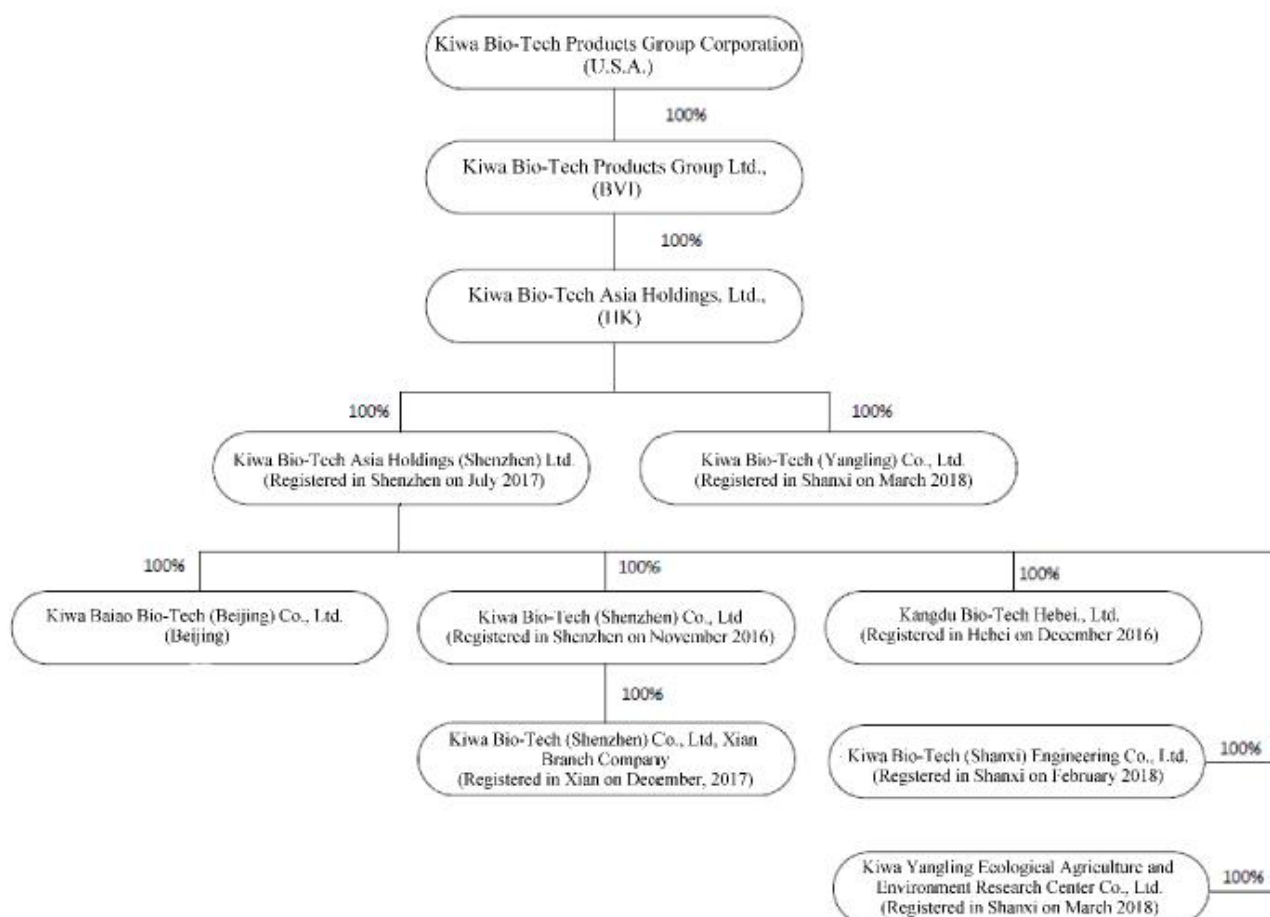 Kiwa Bio-Tech Products Group Corporation
(U.S.A.)
100%
Kiwa Bio-Tech Products Group Ltd.,
(BVI)
100%
Kiwa Bio-Tech Asia Holdings, Ltd.,
(HK)
100%
100%
Kiwa Bio-Tech Asia Holdings (Shenzhen) Ltd.
(Registered in Shenzhen on July 2017)
Kiwa Bio-Tech (Yangling) Co., Ltd.
(Registered in Shanxi on March 2018)
100%
100%
100%
Kiwa Baiao Bio-Tech (Beijing) Co., Ltd.
(Beijing)
Kiwa Bio-Tech (Shenzhen) Co., Ltd
(Registered in Shenzhen on November 2016)
Kangdu Bio-Tech Hebei., Ltd.
(Registered in Hebei on December 2016)
100%
Kiwa Bio-Tech (Shenzhen) Co., Ltd, Xian
Branch Company
(Registered in Xian on December, 2017)
Kiwa Bio-Tech (Shanxi) Engineering Co., Ltd.
(Regstered in Shanxi on February 2018)
100%
Kiwa Yangling Ecological Agriculture and
Environment Research Center Co., Ltd.
(Registered in Shanxi on March 2018)
100%